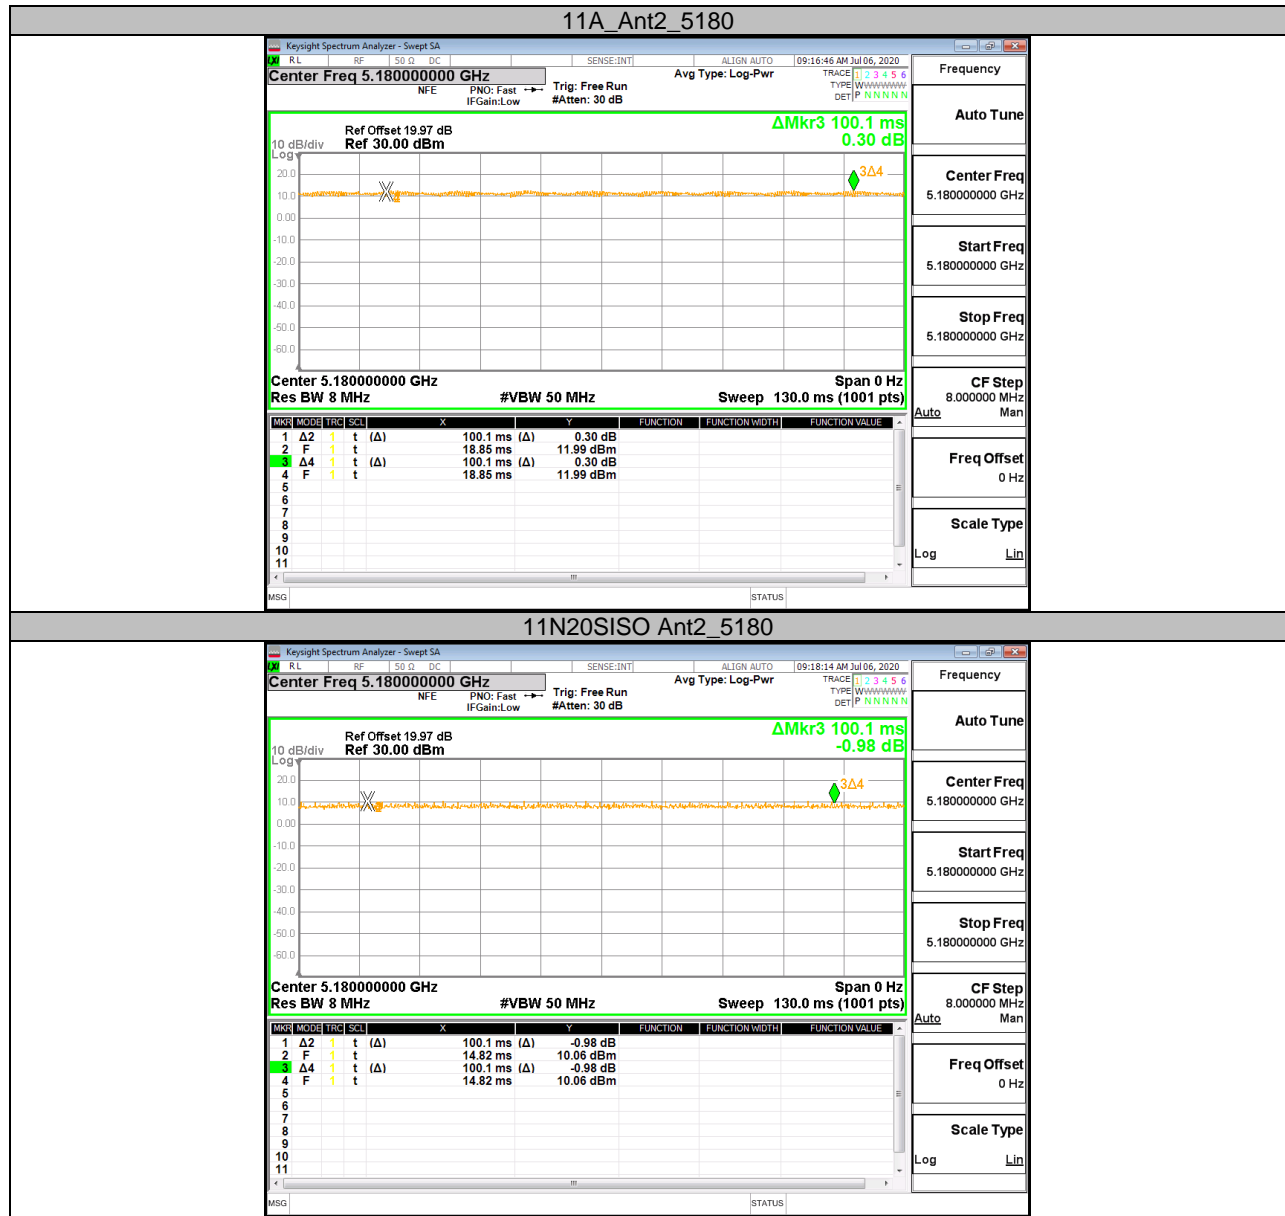 11A_Ant2_5180
Keysight Spectrum Analyzer - Swept SA
LXI RL RF 50 Ω DC SENSE:INT ALIGN AUTO 09:16:46 AM Jul 06, 2020
Center Freq 5.180000000 GHz
NFE PNO: Fast Trig: Free Run Avg Type: Log-Pwr TRACE 1 2 3 4 5 6
IFGain:Low #Atten: 30 dB TYPE WWWWWWW
DET P N N N N N
ΔMkr3 100.1 ms
0.30 dB
Ref Offset 19.97 dB
10 dB/div Ref 30.00 dBm
Log
20.0
10.0
0.00
-10.0
-20.0
-30.0
-40.0
-50.0
-60.0
3Δ4
Center 5.180000000 GHz Span 0 Hz
Res BW 8 MHz #VBW 50 MHz Sweep 130.0 ms (1001 pts)
MKR MODE TRC SCL X Y FUNCTION FUNCTION WIDTH FUNCTION VALUE
1 Δ2 1 t (Δ) 100.1 ms (Δ) 0.30 dB
2 F 1 t 18.85 ms 11.99 dBm
3 Δ4 1 t (Δ) 100.1 ms (Δ) 0.30 dB
4 F 1 t 18.85 ms 11.99 dBm
5
6
7
8
9
10
11
MSG STATUS
Frequency
Auto Tune
Center Freq
5.180000000 GHz
Start Freq
5.180000000 GHz
Stop Freq
5.180000000 GHz
CF Step
8.000000 MHz
Auto Man
Freq Offset
0 Hz
Scale Type
Log Lin
11N20SISO Ant2_5180
Keysight Spectrum Analyzer - Swept SA
LXI RL RF 50 Ω DC SENSE:INT ALIGN AUTO 09:18:14 AM Jul 06, 2020
Center Freq 5.180000000 GHz
NFE PNO: Fast Trig: Free Run Avg Type: Log-Pwr TRACE 1 2 3 4 5 6
IFGain:Low #Atten: 30 dB TYPE WWWWWWW
DET P N N N N N
ΔMkr3 100.1 ms
-0.98 dB
Ref Offset 19.97 dB
10 dB/div Ref 30.00 dBm
Log
20.0
10.0
0.00
-10.0
-20.0
-30.0
-40.0
-50.0
-60.0
3Δ4
Center 5.180000000 GHz Span 0 Hz
Res BW 8 MHz #VBW 50 MHz Sweep 130.0 ms (1001 pts)
MKR MODE TRC SCL X Y FUNCTION FUNCTION WIDTH FUNCTION VALUE
1 Δ2 1 t (Δ) 100.1 ms (Δ) -0.98 dB
2 F 1 t 14.82 ms 10.06 dBm
3 Δ4 1 t (Δ) 100.1 ms (Δ) -0.98 dB
4 F 1 t 14.82 ms 10.06 dBm
5
6
7
8
9
10
11
MSG STATUS
Frequency
Auto Tune
Center Freq
5.180000000 GHz
Start Freq
5.180000000 GHz
Stop Freq
5.180000000 GHz
CF Step
8.000000 MHz
Auto Man
Freq Offset
0 Hz
Scale Type
Log Lin